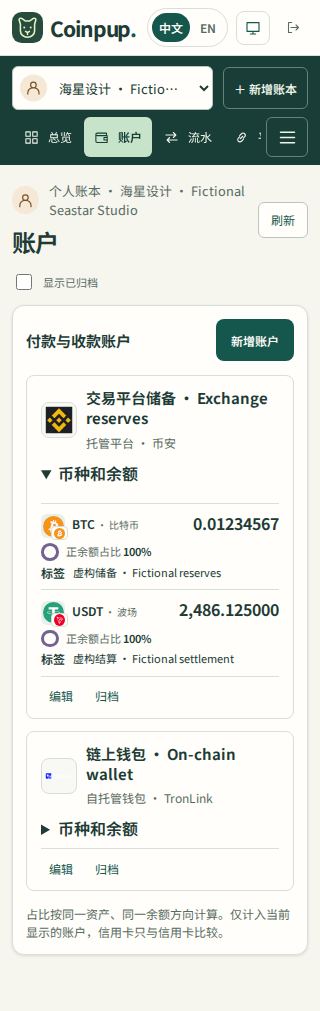 Coinpup.
中文 EN
海星设计 · Fictio···
+ 新增账本
总览 账户 流水
个人账本 · 海星设计 · Fictional
Seastar Studio
刷新
账户
显示已归档
付款与收款账户
新增账户
交易平台储备 · Exchange
reserves
托管平台 · 币安
▼ 币种和余额
BTC · 比特币 0.01234567
正余额占比 100%
标签 虚构储备 · Fictional reserves
USDT · 波场 2,486.125000
正余额占比 100%
标签 虚构结算 · Fictional settlement
编辑 归档
链上钱包 · On-chain
wallet
自托管钱包 · TronLink
▶ 币种和余额
编辑 归档
占比按同一资产、同一余额方向计算。仅计入当前
显示的账户，信用卡只与信用卡比较。